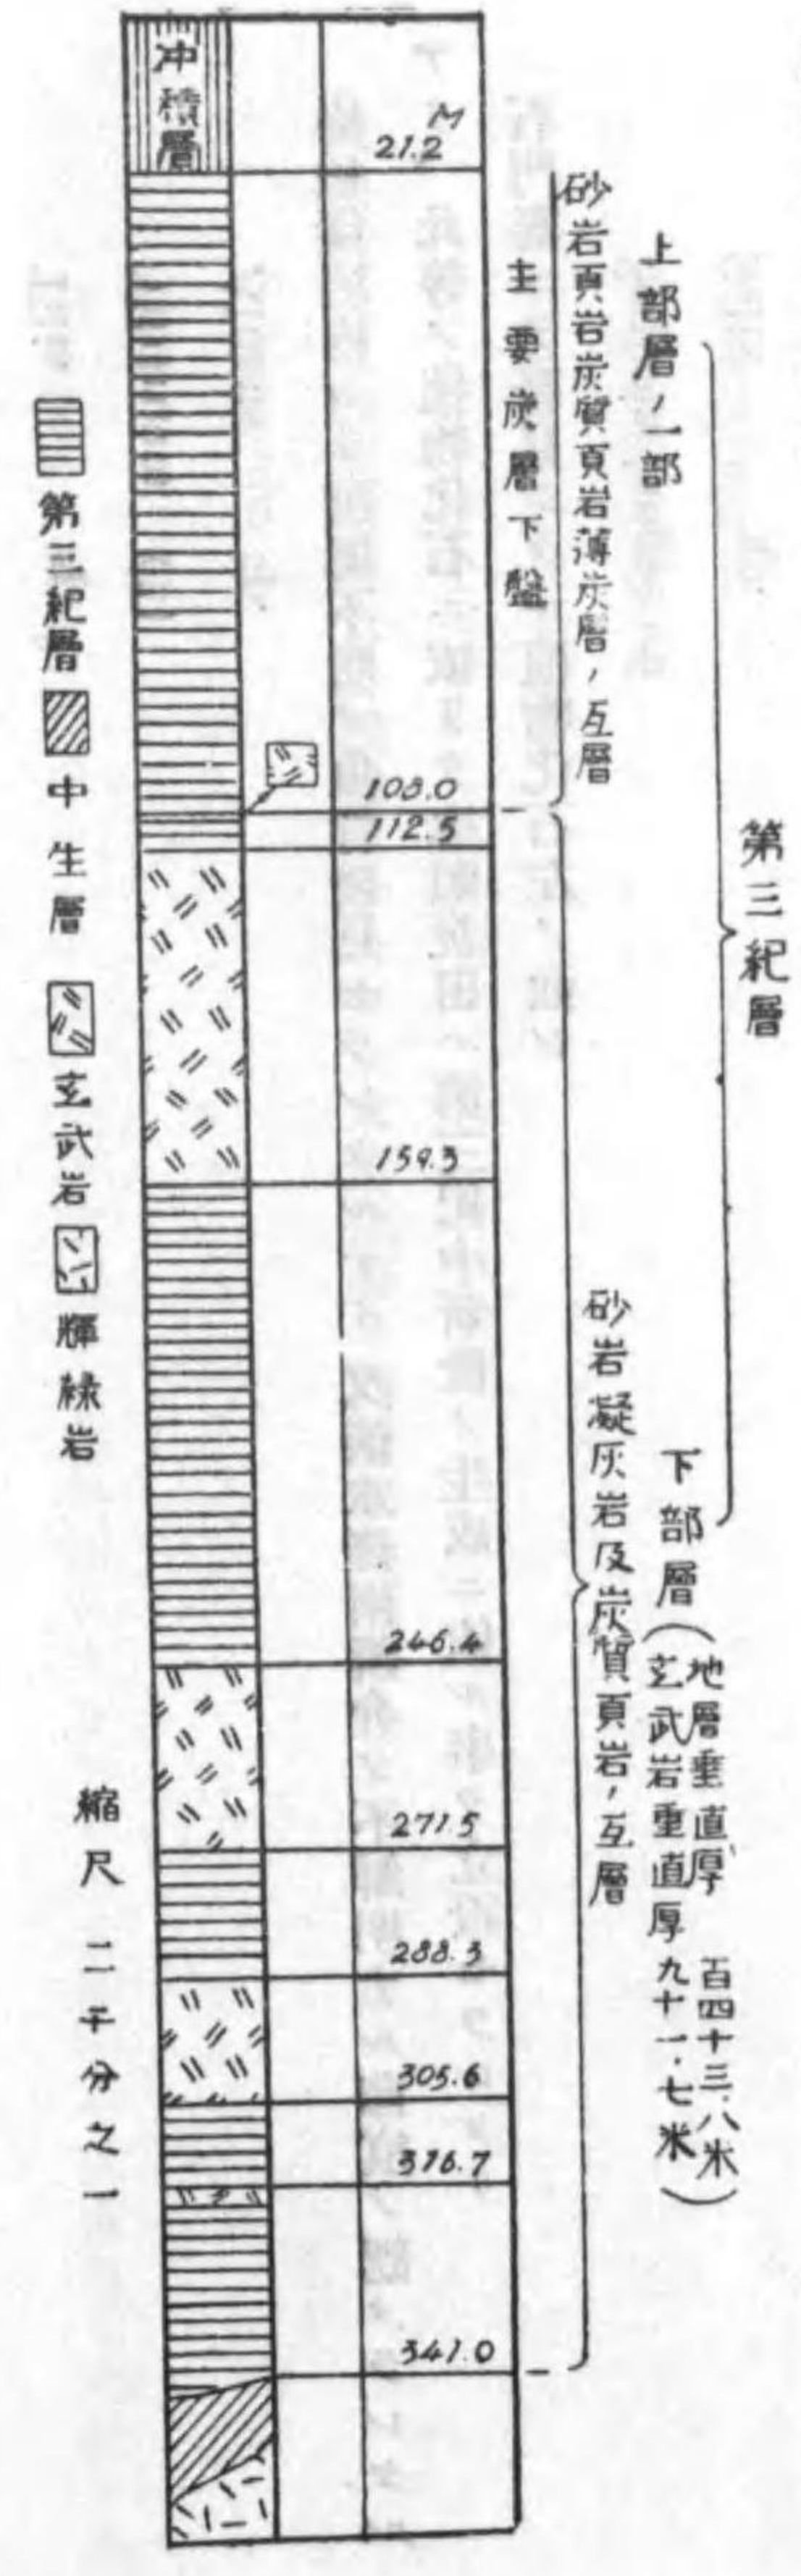 冲積層
M
21.2
108.0
112.5
159.3
246.4
271.5
288.3
305.6
316.7
341.0
第三紀層
上部層ノ一部
砂岩頁岩炭質頁岩薄炭層ノ互層
主要炭層下盤
下部層(地層垂直厚 百四十三.八米
玄武岩重直厚 九十一.七米)
砂岩凝灰岩及炭質頁岩ノ互層
第三紀層
中生層
玄武岩
輝緑岩
縮尺 二千分之一